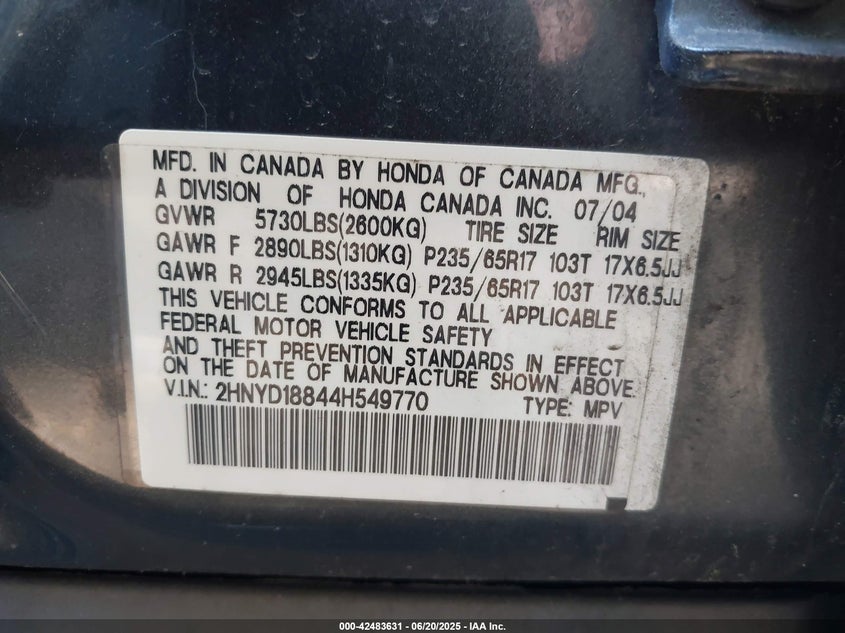 MFD. IN CANADA BY HONDA OF CANADA MFG.,
A DIVISION OF HONDA CANADA INC. 07/04
GVWR 5730LBS(2600KG) TIRE SIZE RIM SIZE
GAWR F 2890LBS(1310KG) P235/65R17 103T 17X6.5JJ
GAWR R 2945LBS(1335KG) P235/65R17 103T 17X6.5JJ
THIS VEHICLE CONFORMS TO ALL APPLICABLE
FEDERAL MOTOR VEHICLE SAFETY
AND THEFT PREVENTION STANDARDS IN EFFECT
ON THE DATE OF MANUFACTURE SHOWN ABOVE.
V.I.N.: 2HNYD18844H549770 TYPE: MPV
000-42483631 - 06/20/2025 - IAA Inc.